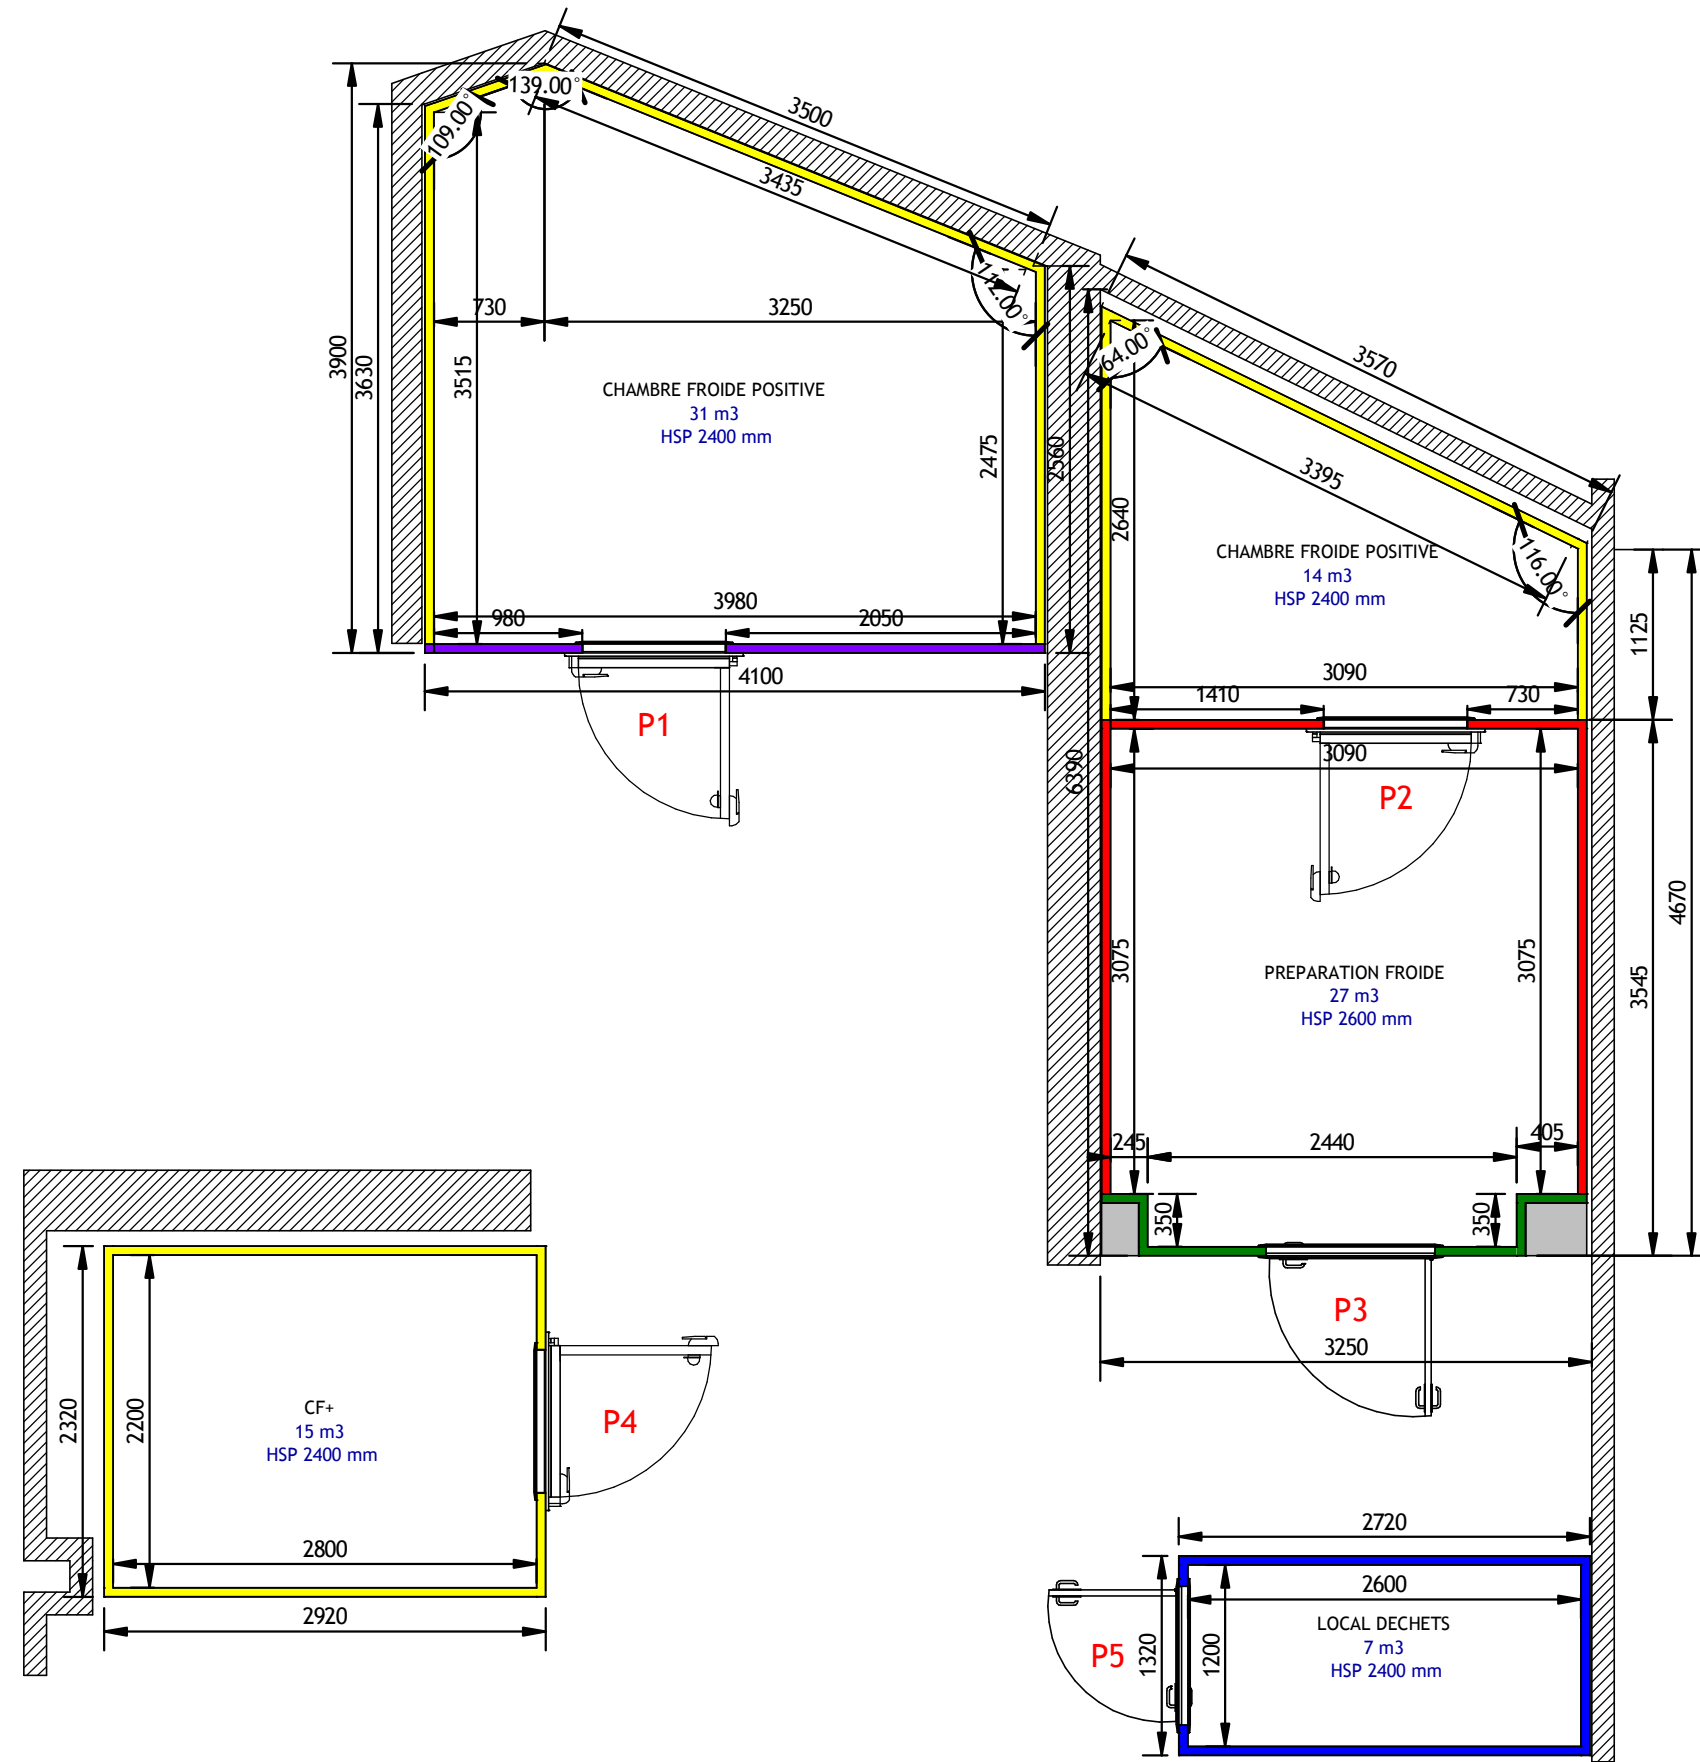 3500
139.00°
109.00°
3435
730
3250
112.00°
3900
3630
3515
CHAMBRE FROIDE POSITIVE
31 m3
HSP 2400 mm
2475
2560
3980
980
2050
4100
P1
3570
64.00°
3395
2640
CHAMBRE FROIDE POSITIVE
14 m3
HSP 2400 mm
116.00°
1125
3090
1410
730
3090
P2
6390
4670
3075
3075
PREPARATION FROIDE
27 m3
HSP 2600 mm
3545
245
2440
405
350
350
P3
3250
2320
2200
CF+
15 m3
HSP 2400 mm
P4
2800
2920
2720
2600
LOCAL DECHETS
7 m3
HSP 2400 mm
P5
1320
1200